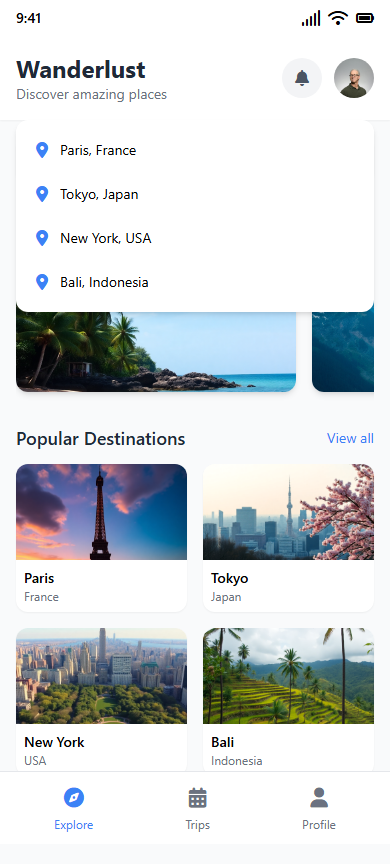 9:41
Wanderlust
Discover amazing places
Paris, France
Tokyo, Japan
New York, USA
Bali, Indonesia
Popular Destinations
View all
Paris
France
Tokyo
Japan
New York
USA
Bali
Indonesia
Explore
Trips
Profile